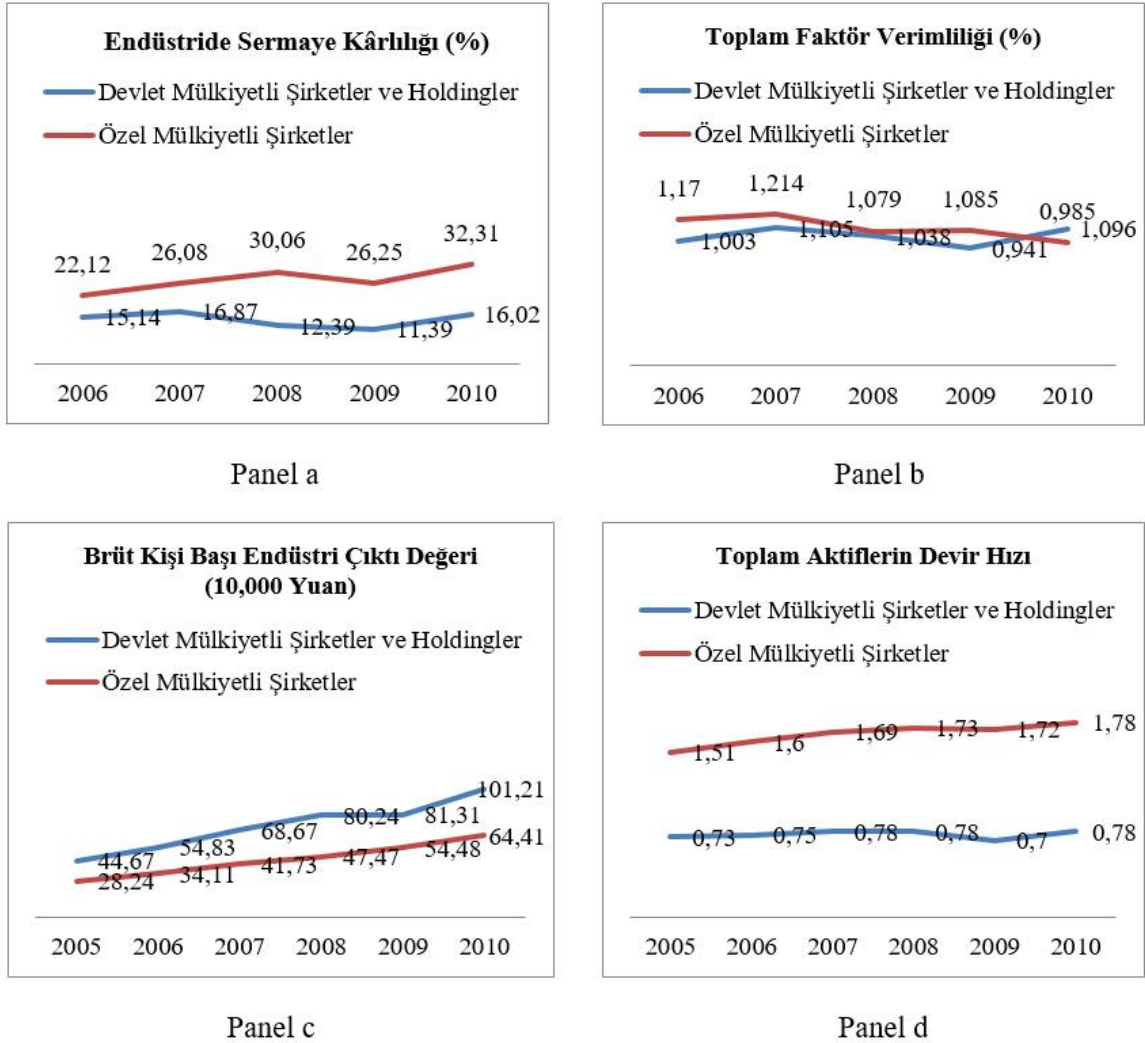 Endüstride Sermaye Kârlılığı (%)
Devlet Mülkiyetli Şirketler ve Holdingler
Özel Mülkiyetli Şirketler
22,12 26,08 30,06 26,25 32,31
15,14 16,87 12,39 11,39 16,02
2006 2007 2008 2009 2010
Panel a
Toplam Faktör Verimliliği (%)
Devlet Mülkiyetli Şirketler ve Holdingler
Özel Mülkiyetli Şirketler
1,17 1,214 1,079 1,085 0,985
1,003 1,105 1,038 0,941 1,096
2006 2007 2008 2009 2010
Panel b
Brüt Kişi Başı Endüstri Çıktı Değeri
(10,000 Yuan)
Devlet Mülkiyetli Şirketler ve Holdingler
Özel Mülkiyetli Şirketler
44,67 54,83 68,67 80,24 81,31 101,21
28,24 34,11 41,73 47,47 54,48 64,41
2005 2006 2007 2008 2009 2010
Panel c
Toplam Aktiflerin Devir Hızı
Devlet Mülkiyetli Şirketler ve Holdingler
Özel Mülkiyetli Şirketler
1,51 1,6 1,69 1,73 1,72 1,78
0,73 0,75 0,78 0,78 0,7 0,78
2005 2006 2007 2008 2009 2010
Panel d